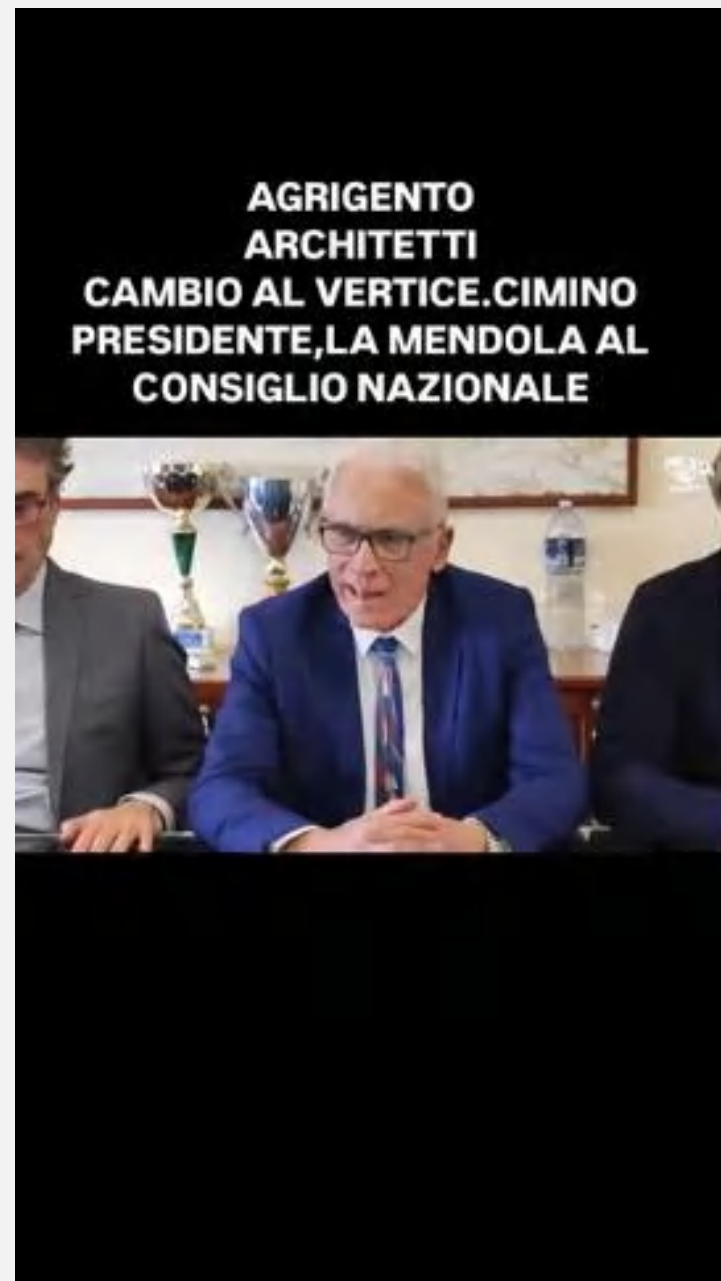 AGRIGENTO
ARCHITETTI
CAMBIO AL VERTICE.CIMINO
PRESIDENTE,LA MENDOLA AL
CONSIGLIO NAZIONALE